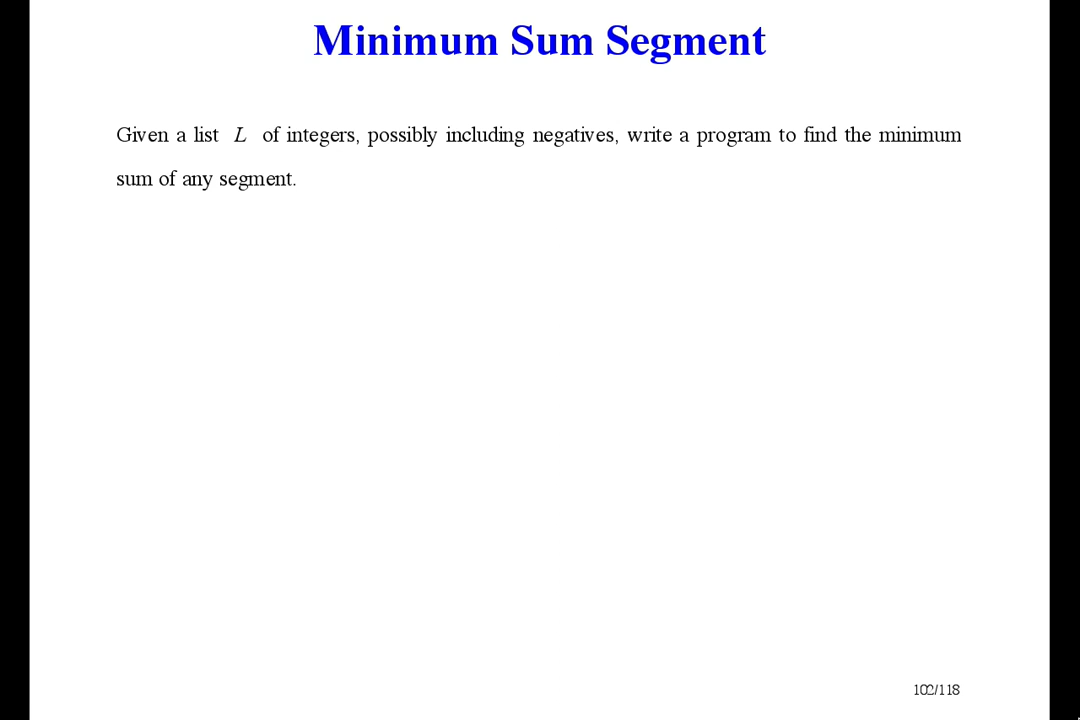 Minimum Sum Segment
Given a list L of integers, possibly including negatives, write a program to find the minimum
sum of any segment.
102/118